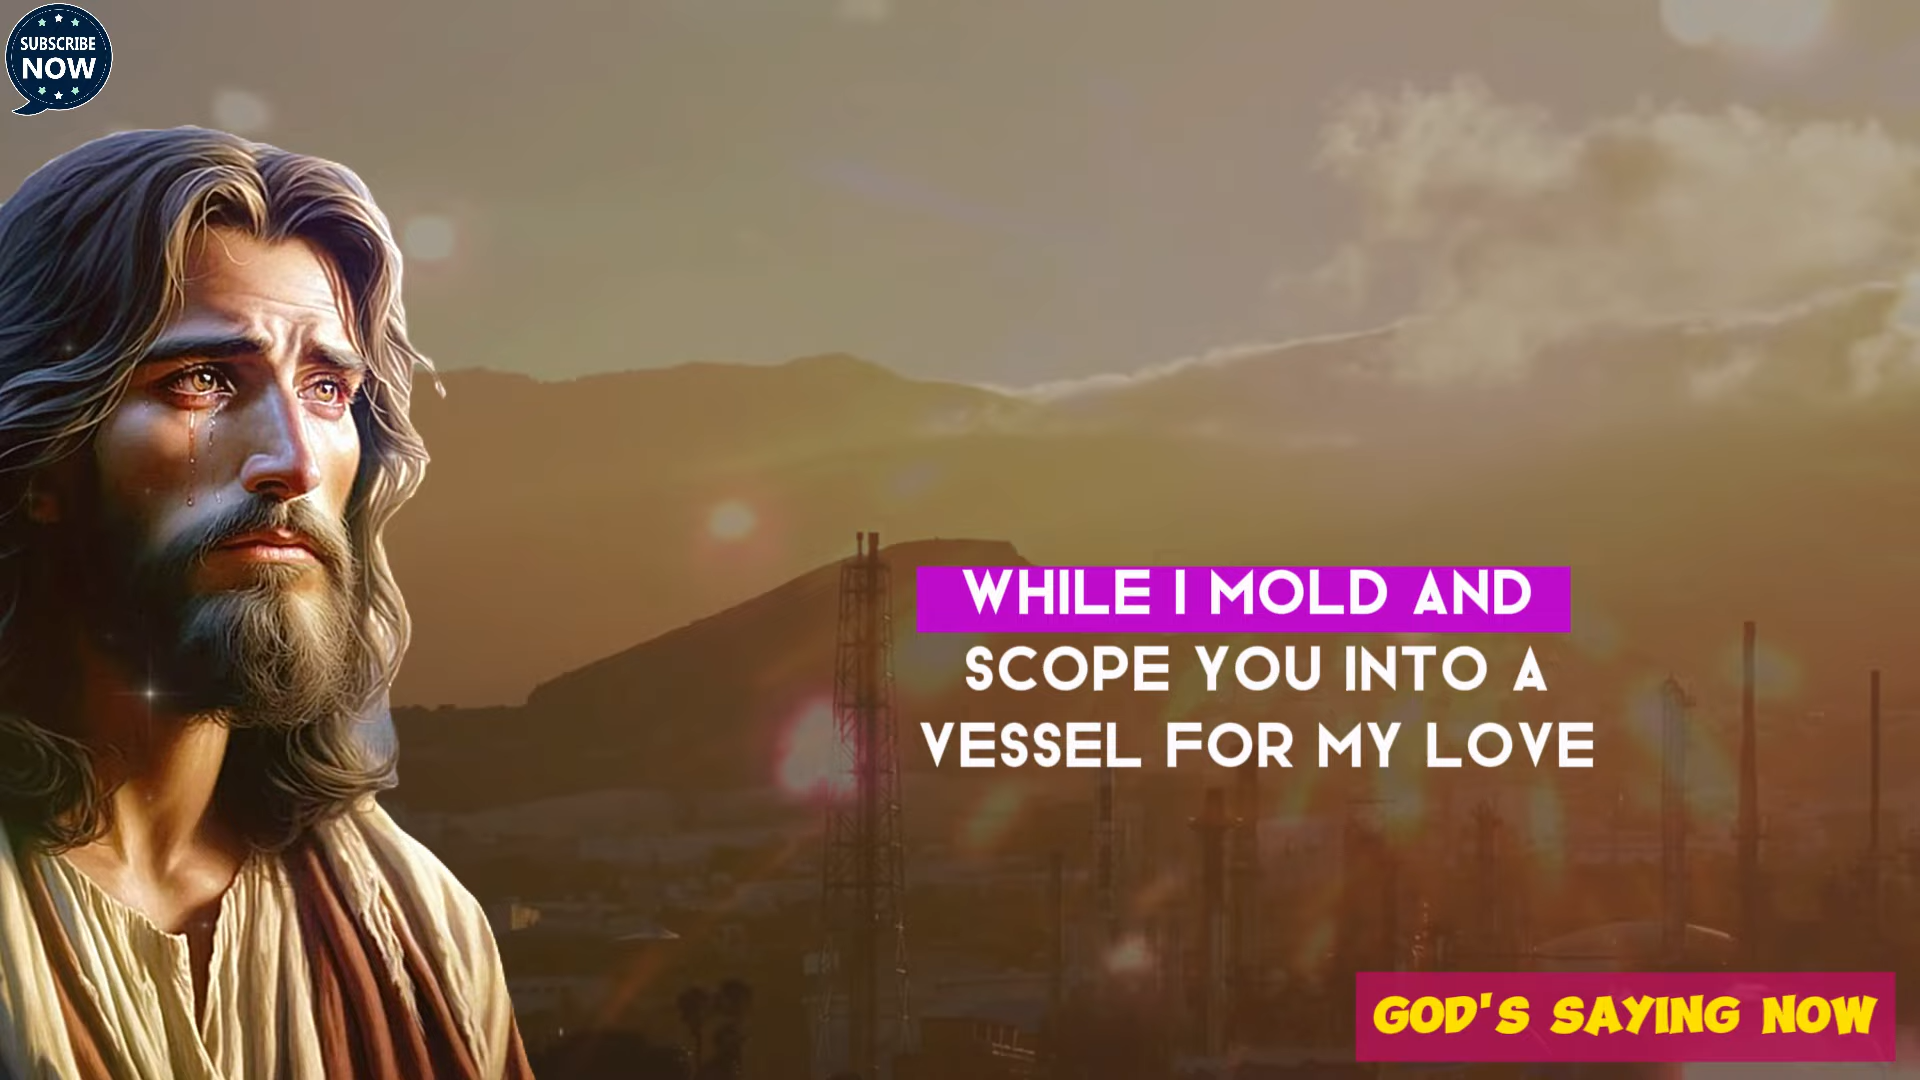 SUBSCRIBE
NOW
WHILE I MOLD AND
SCOPE YOU INTO A
VESSEL FOR MY LOVE
GOD'S SAYING NOW